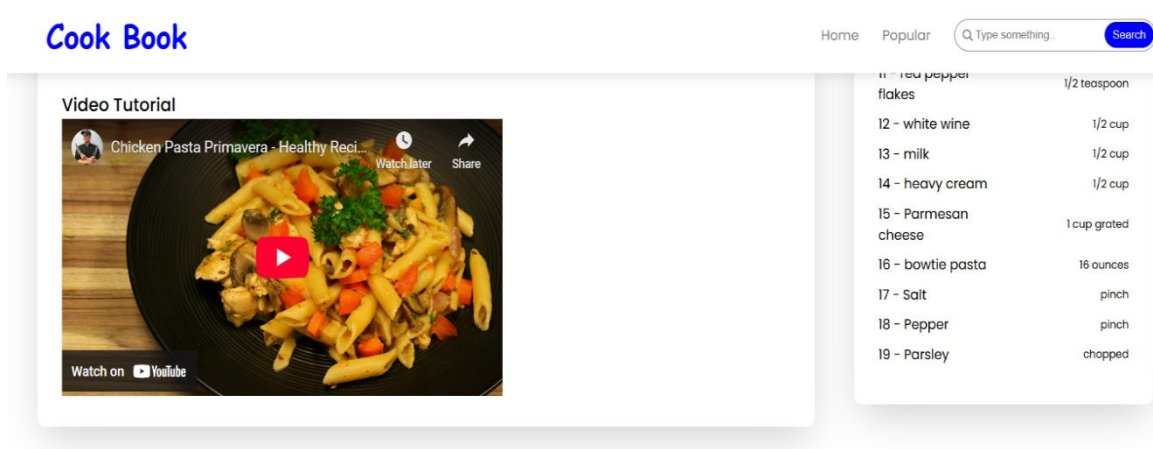 Cook Book
Home Popular Type something.. Search
Video Tutorial
Chicken Pasta Primavera - Healthy Reci...
Watch later Share
Watch on YouTube
11 - red pepper
flakes 1/2 teaspoon
12 - white wine 1/2 cup
13 - milk 1/2 cup
14 - heavy cream 1/2 cup
15 - Parmesan
cheese 1 cup grated
16 - bowtie pasta 16 ounces
17 - Salt pinch
18 - Pepper pinch
19 - Parsley chopped